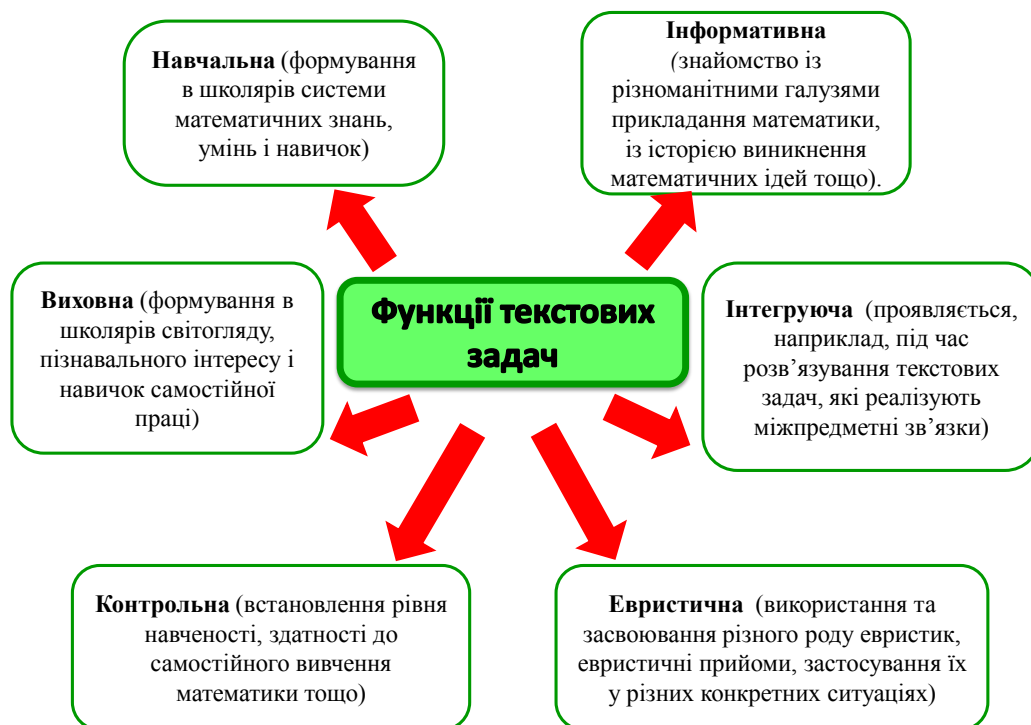 Навчальна (формування
в школярів системи
математичних знань,
умінь і навичок)
Інформативна
(знайомство із
різноманітними галузями
прикладання математики,
із історією виникнення
математичних ідей тощо).
Виховна (формування в
школярів світогляду,
пізнавального інтересу і
навичок самостійної
праці)
Функції текстових
задач
Інтегруюча (проявляється,
наприклад, під час
розв’язування текстових
задач, які реалізують
міжпредметні зв’язки)
Контрольна (встановлення рівня
навченості, здатності до
самостійного вивчення
математики тощо)
Евристична (використання та
засвоювання різного роду евристик,
евристичні прийоми, застосування їх
у різних конкретних ситуаціях)